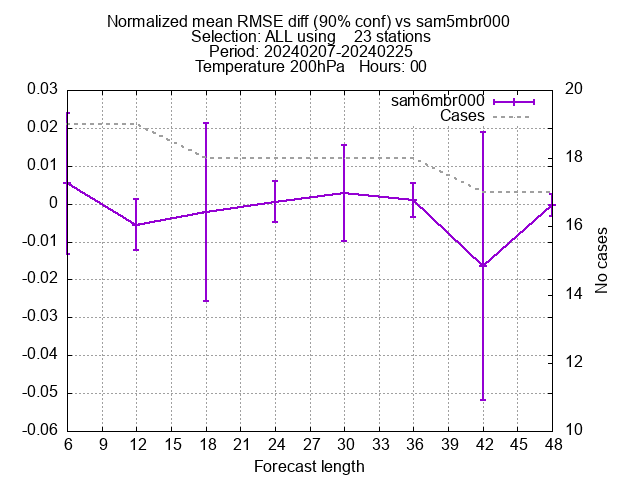 Normalized mean RMSE diff (90% conf) vs sam5mbr000
Selection: ALL using    23 stations
Period: 20240207-20240225
Temperature 200hPa   Hours: 00
sam6mbr000
Cases
0.03
0.02
0.01
0
-0.01
-0.02
-0.03
-0.04
-0.05
-0.06
20
18
16
14
12
10
No cases
6 9 12 15 18 21 24 27 30 33 36 39 42 45 48
Forecast length